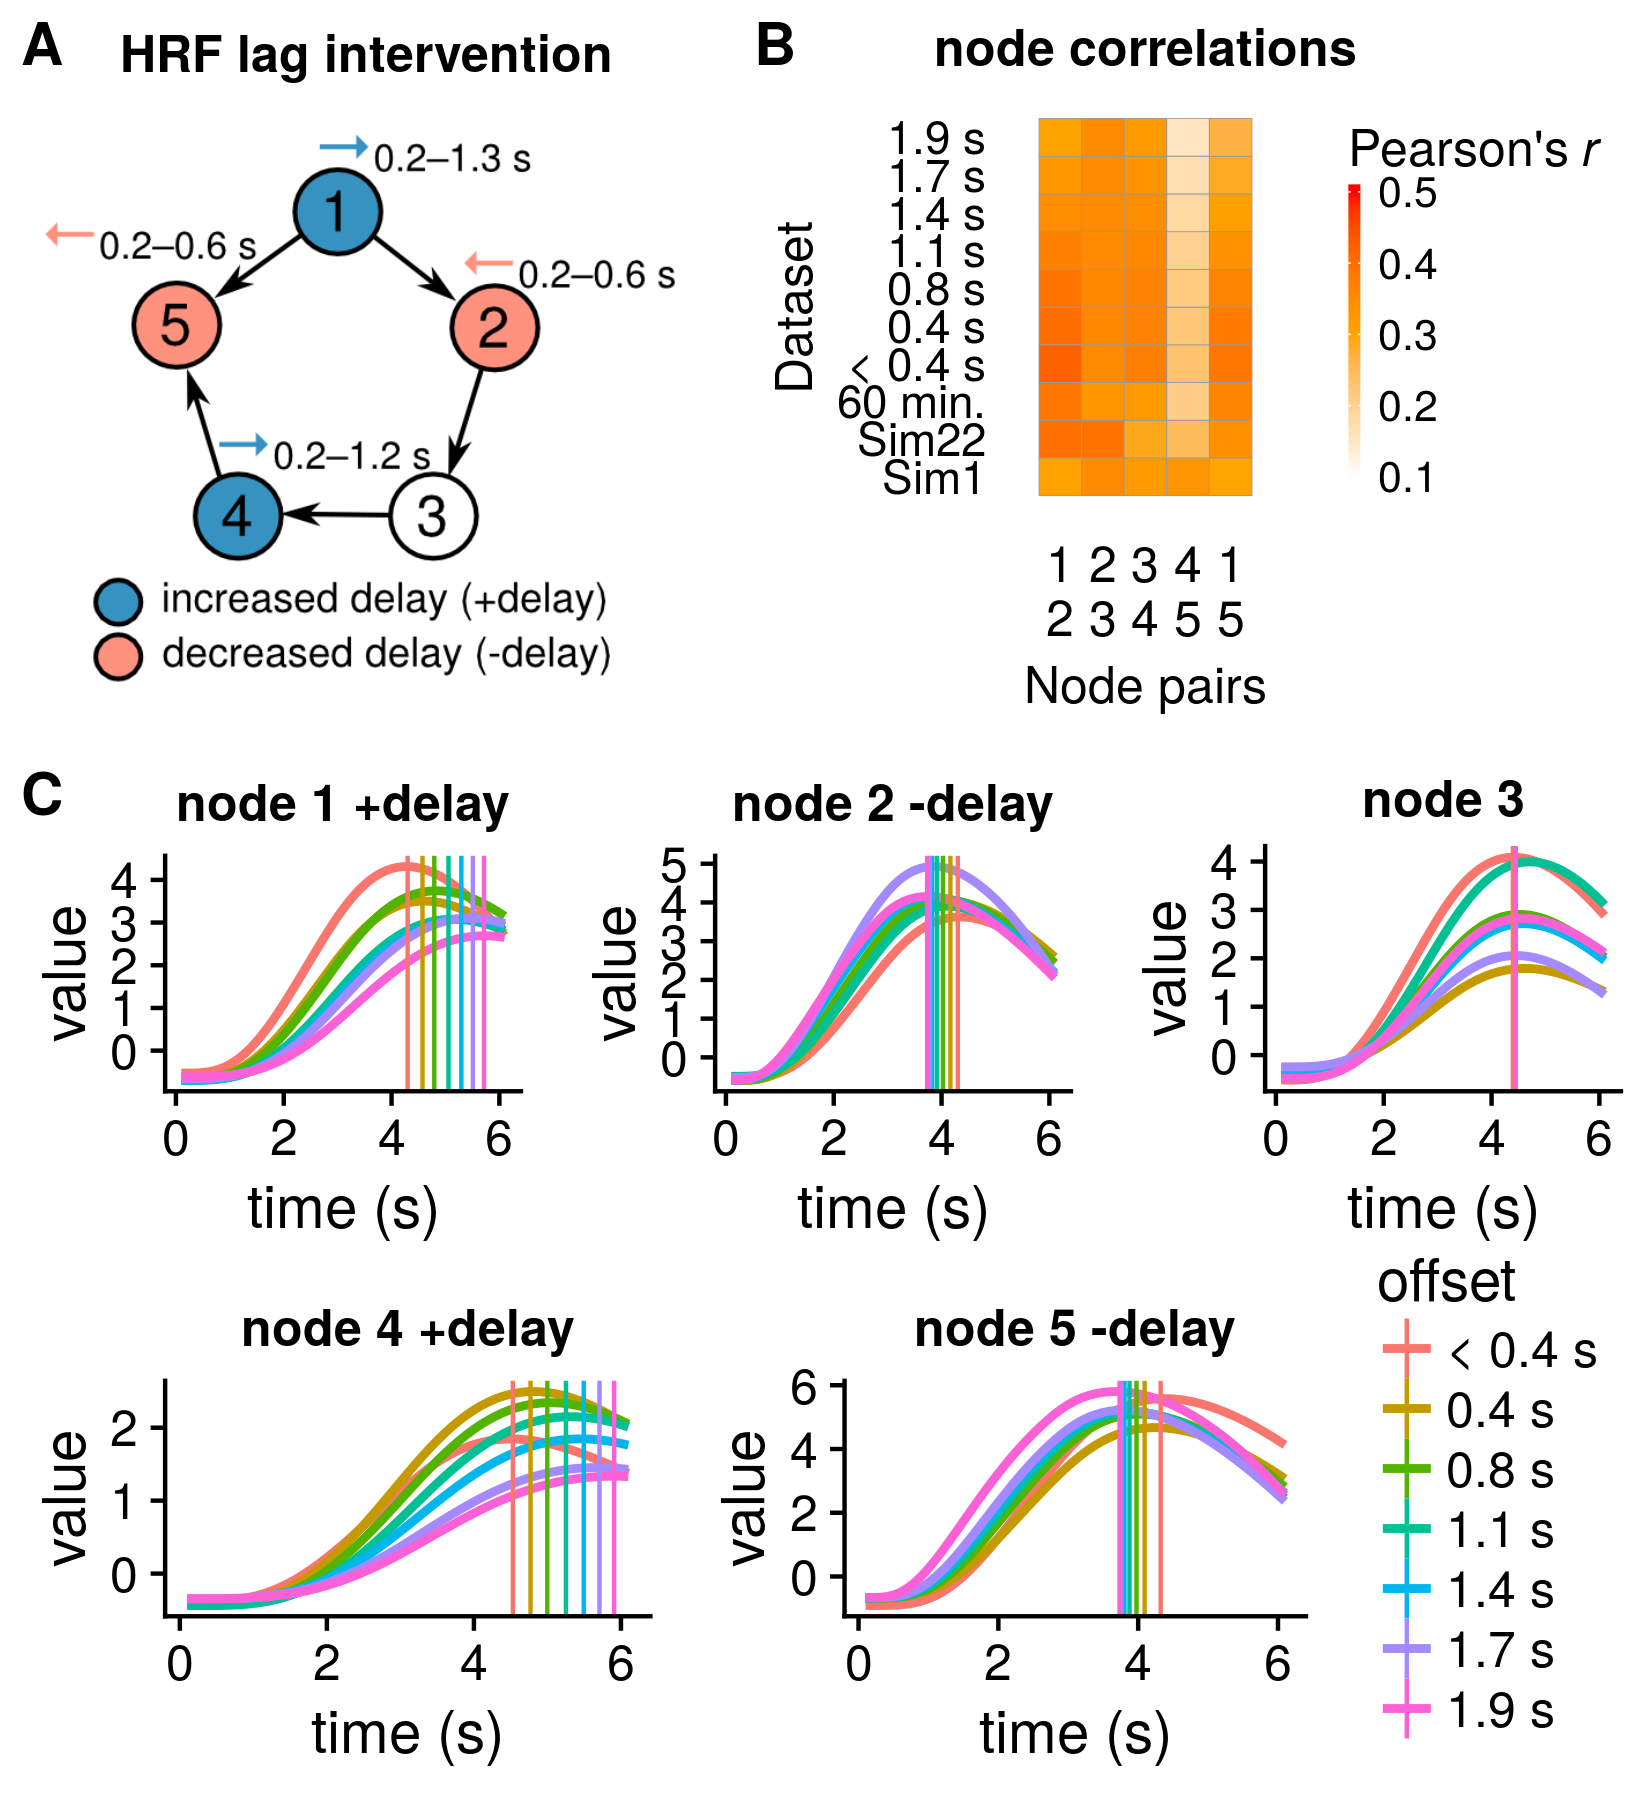 A
HRF lag intervention
0.2–1.3 s
1
0.2–0.6 s
0.2–0.6 s
5
2
0.2–1.2 s
4
3
increased delay (+delay)
decreased delay (-delay)
B
node correlations
Dataset
1.9 s
1.7 s
1.4 s
1.1 s
0.8 s
0.4 s
< 0.4 s
60 min.
Sim22
Sim1
1 2 3 4 1
2 3 4 5 5
Node pairs
Pearson's r
0.5
0.4
0.3
0.2
0.1
C
node 1 +delay
value
4
3
2
1
0
0 2 4 6
time (s)
node 2 -delay
value
5
4
3
2
1
0
0 2 4 6
time (s)
node 3
value
4
3
2
1
0
0 2 4 6
time (s)
node 4 +delay
value
2
1
0
0 2 4 6
time (s)
node 5 -delay
value
6
4
2
0
0 2 4 6
time (s)
offset
< 0.4 s
0.4 s
0.8 s
1.1 s
1.4 s
1.7 s
1.9 s